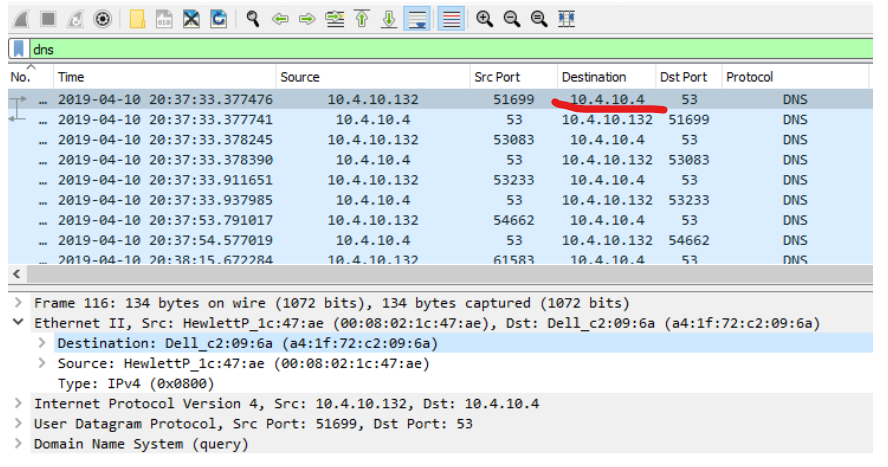 dns
No. Time Source Src Port Destination Dst Port Protocol
... 2019-04-10 20:37:33.377476 10.4.10.132 51699 10.4.10.4 53 DNS
... 2019-04-10 20:37:33.377741 10.4.10.4 53 10.4.10.132 51699 DNS
... 2019-04-10 20:37:33.378245 10.4.10.132 53083 10.4.10.4 53 DNS
... 2019-04-10 20:37:33.378390 10.4.10.4 53 10.4.10.132 53083 DNS
... 2019-04-10 20:37:33.911651 10.4.10.132 53233 10.4.10.4 53 DNS
... 2019-04-10 20:37:33.937985 10.4.10.4 53 10.4.10.132 53233 DNS
... 2019-04-10 20:37:53.791017 10.4.10.132 54662 10.4.10.4 53 DNS
... 2019-04-10 20:37:54.577019 10.4.10.4 53 10.4.10.132 54662 DNS
... 2019-04-10 20:38:15.672284 10.4.10.132 61583 10.4.10.4 53 DNS
Frame 116: 134 bytes on wire (1072 bits), 134 bytes captured (1072 bits)
Ethernet II, Src: HewlettP_1c:47:ae (00:08:02:1c:47:ae), Dst: Dell_c2:09:6a (a4:1f:72:c2:09:6a)
Destination: Dell_c2:09:6a (a4:1f:72:c2:09:6a)
Source: HewlettP_1c:47:ae (00:08:02:1c:47:ae)
Type: IPv4 (0x0800)
Internet Protocol Version 4, Src: 10.4.10.132, Dst: 10.4.10.4
User Datagram Protocol, Src Port: 51699, Dst Port: 53
Domain Name System (query)